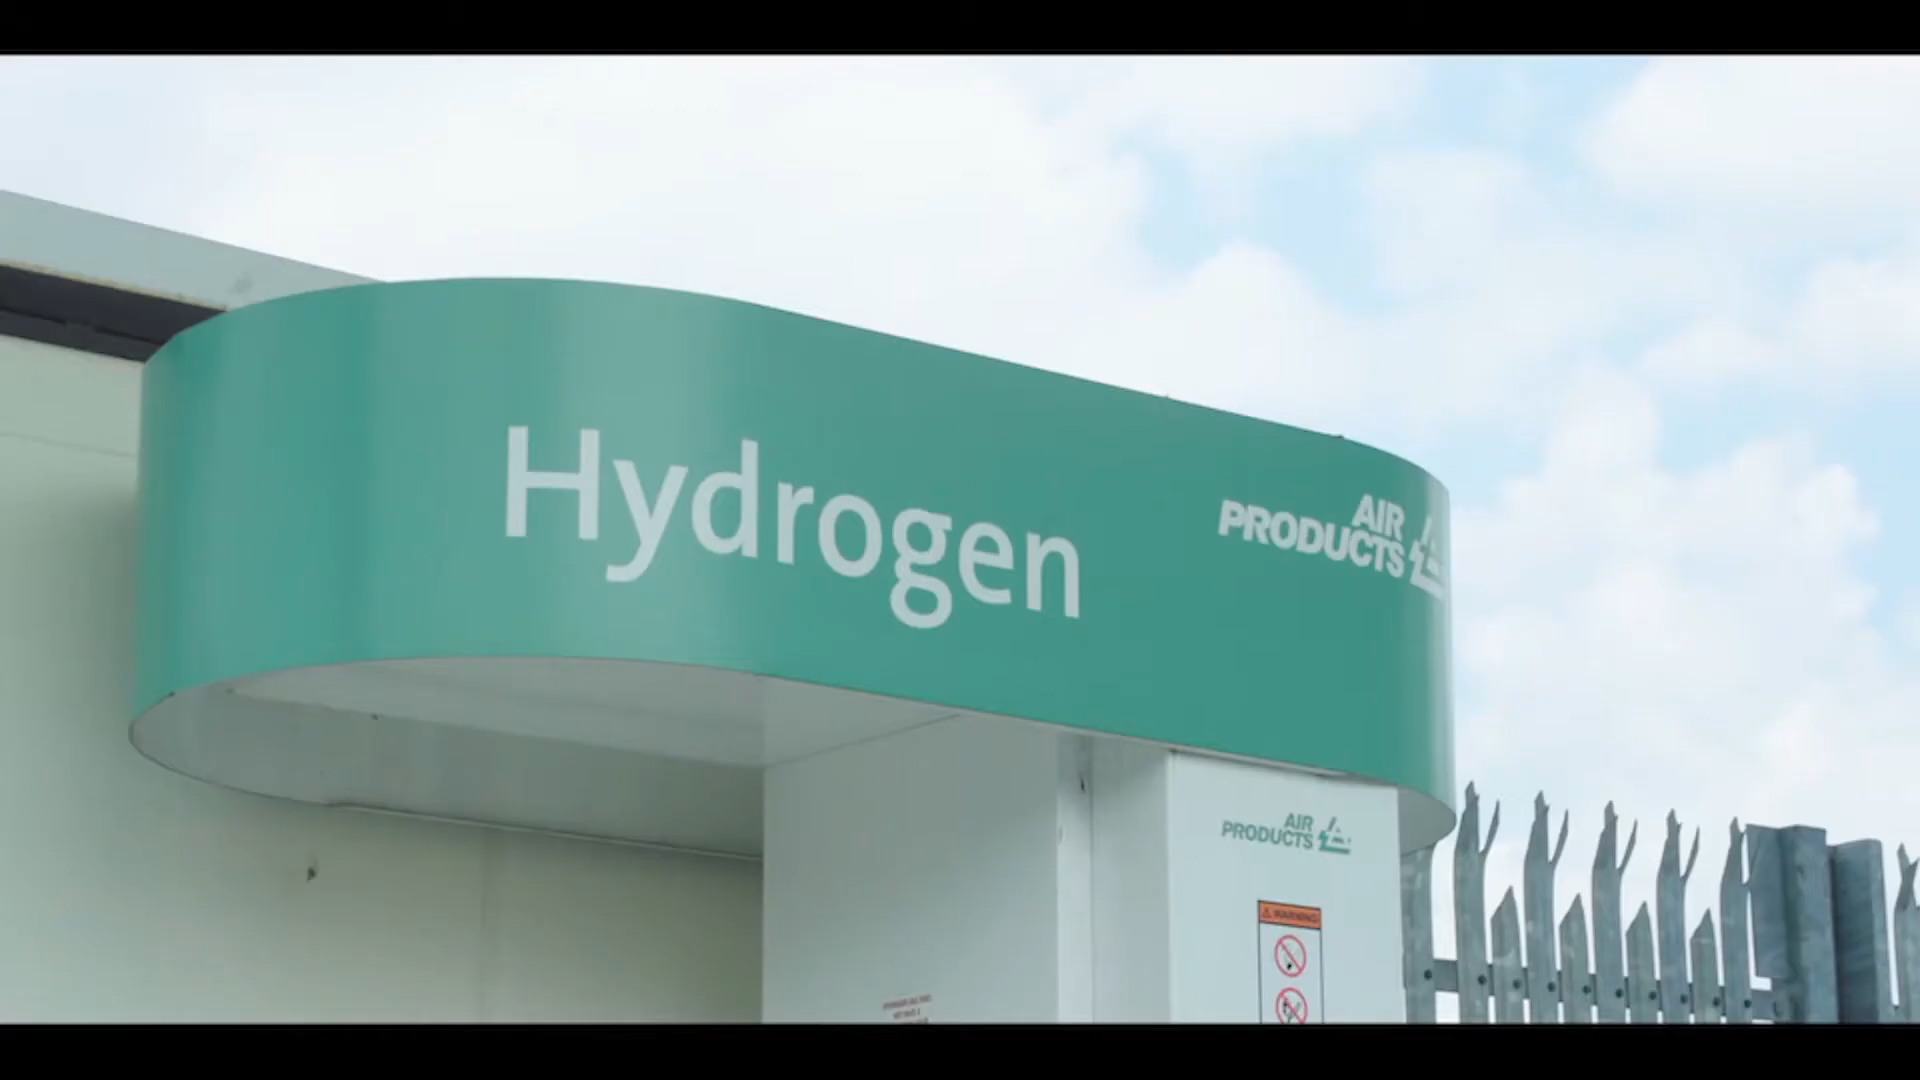 Hydrogen
AIR
PRODUCTS
AIR
PRODUCTS
WARNING